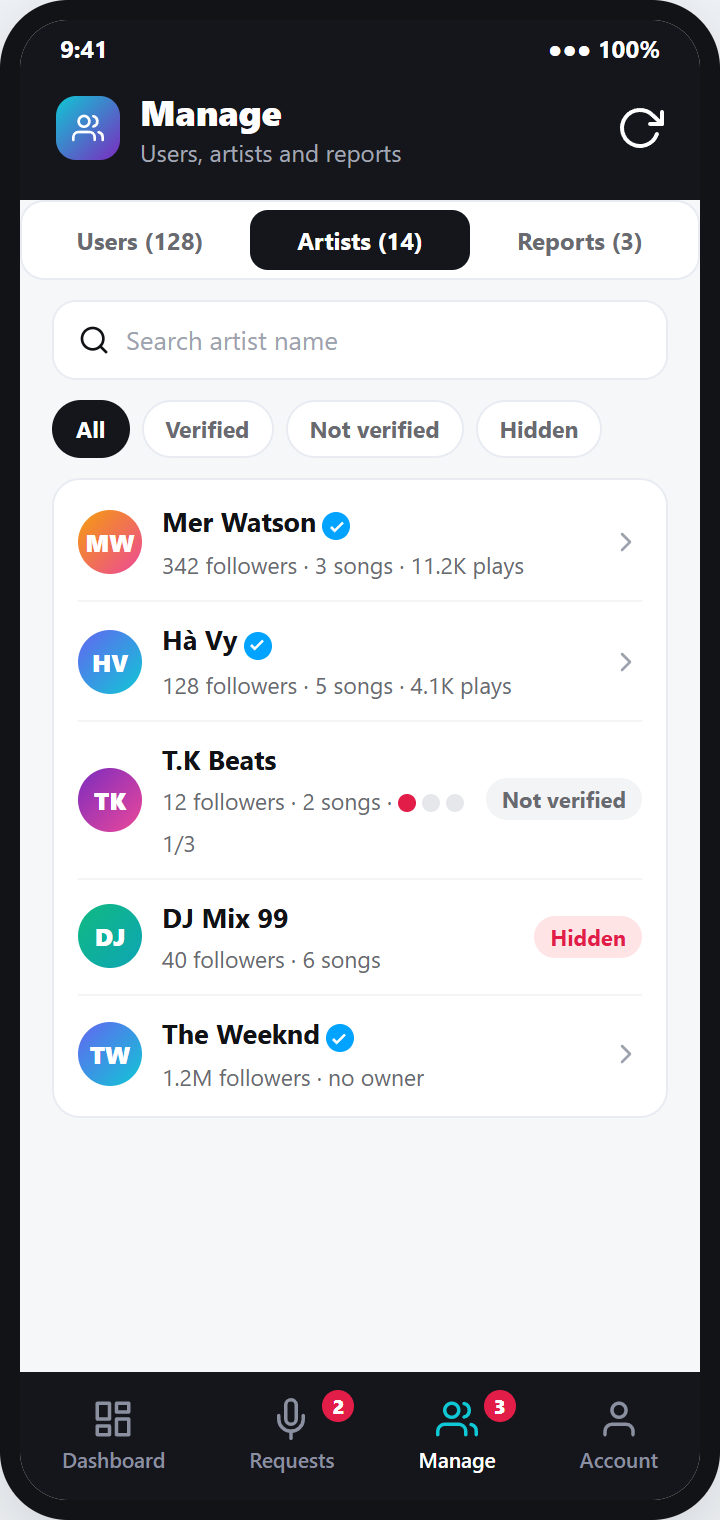 9:41
●●● 100%
Manage
Users, artists and reports
Users (128)
Artists (14)
Reports (3)
Search artist name
All
Verified
Not verified
Hidden
MW
Mer Watson
342 followers · 3 songs · 11.2K plays
HV
Hà Vy
128 followers · 5 songs · 4.1K plays
TK
T.K Beats
12 followers · 2 songs ·
1/3
Not verified
DJ
DJ Mix 99
40 followers · 6 songs
Hidden
TW
The Weeknd
1.2M followers · no owner
Dashboard
2
Requests
3
Manage
Account